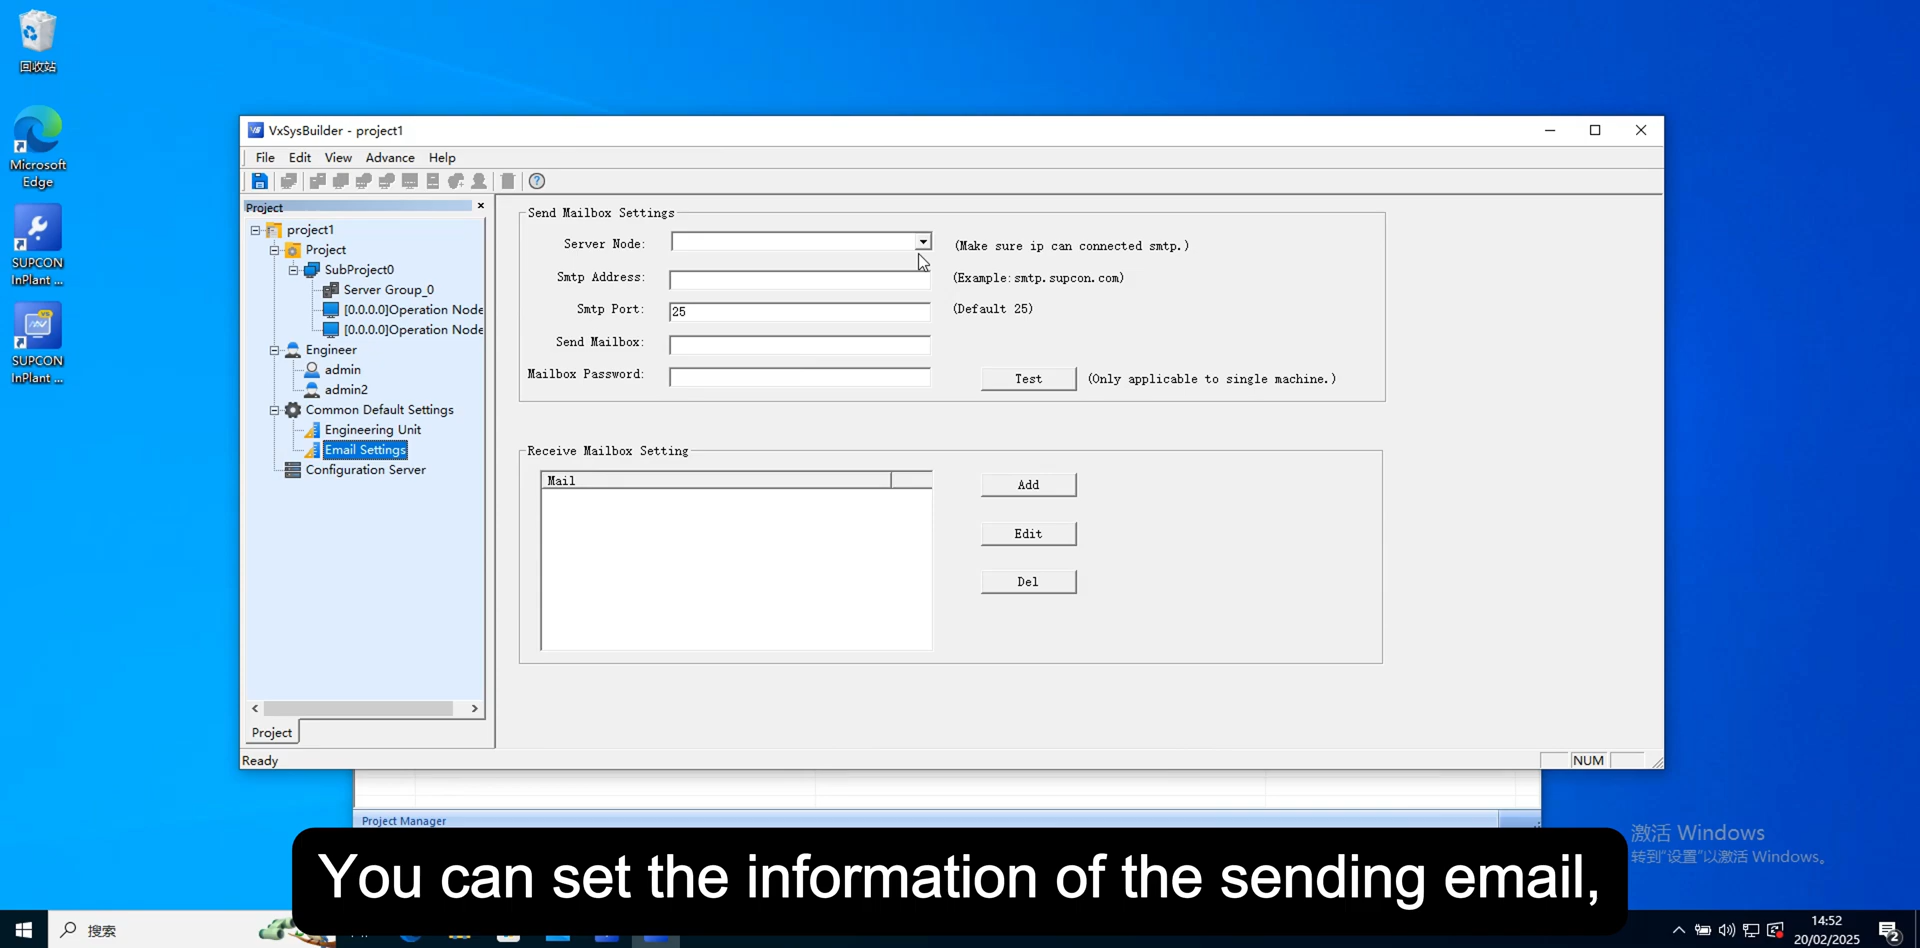 回收站
Microsoft
Edge
SUPCON
InPlant ...
SUPCON
InPlant ...
VxSysBuilder - project1
File Edit View Advance Help
Project
project1
Project
SubProject0
Server Group_0
[0.0.0.0]Operation Node
[0.0.0.0]Operation Node
Engineer
admin
admin2
Common Default Settings
Engineering Unit
Email Settings
Configuration Server
Project
Ready
Send Mailbox Settings
Server Node: (Make sure ip can connected smtp.)
Smtp Address: (Example:smtp.supcon.com)
Smtp Port: 25 (Default 25)
Send Mailbox:
Mailbox Password: Test (Only applicable to single machine.)
Receive Mailbox Setting
Mail
Add
Edit
Del
NUM
Project Manager
激活 Windows
转到"设置"以激活 Windows。
You can set the information of the sending email,
搜索
14:52
20/02/2025
2